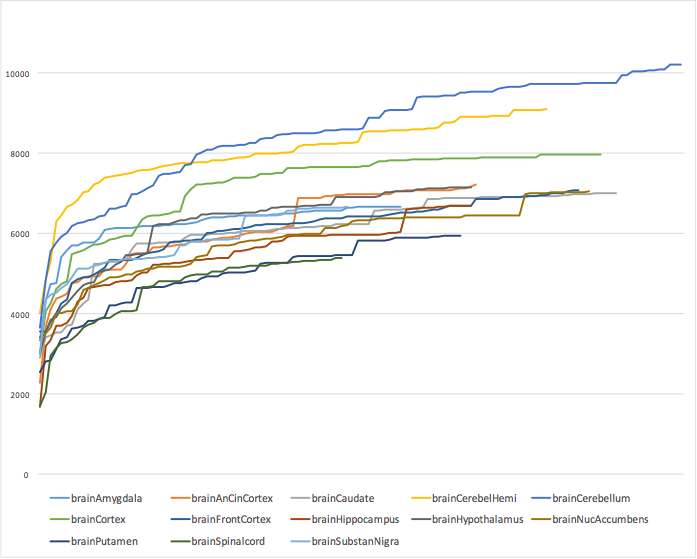 10000
8000
6000
4000
2000
0
brainAmygdala brainAnCinCortex brainCaudate brainCerebelHemi brainCerebellum
brainCortex brainFrontCortex brainHippocampus brainHypothalamus brainNucAccumbens
brainPutamen brainSpinalcord brainSubstanNigra